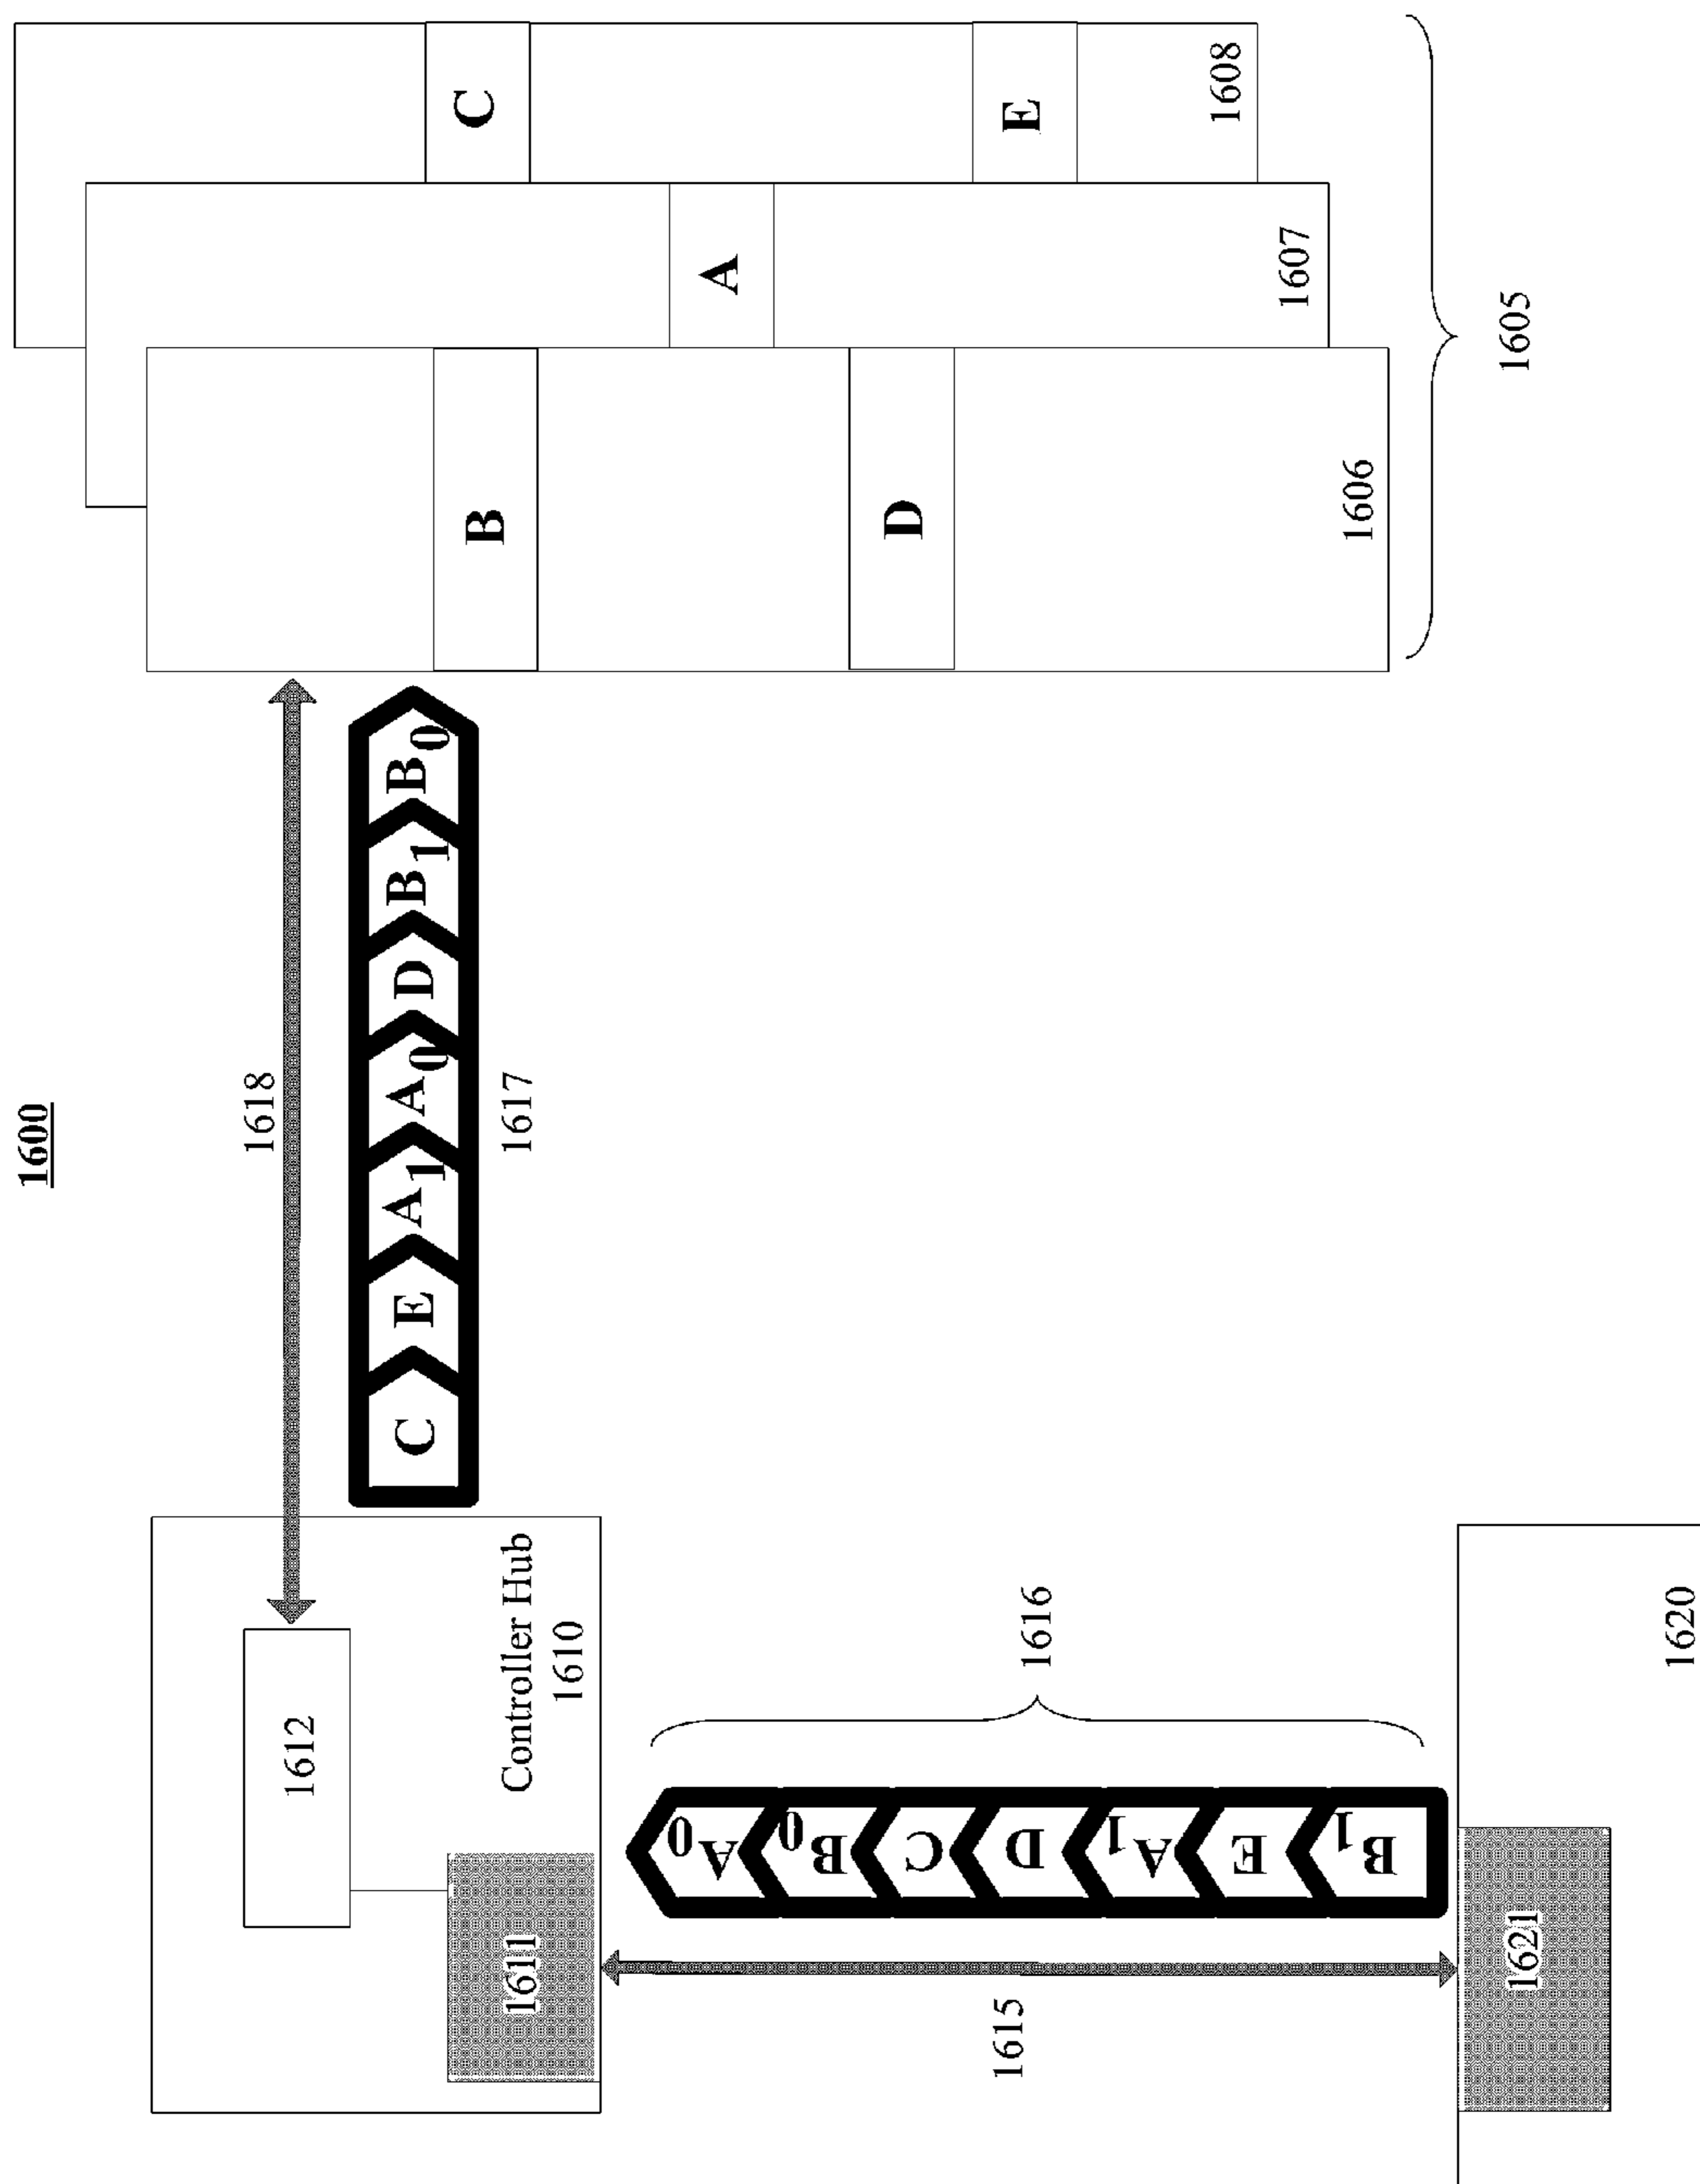 1600
1618
1612
C E A1 A0 D B1 B0
1617
Controller Hub
1610
1611
A0 B0 C D A1 E B1
1615
1616
1621
1620
B
D
1606
A
1607
C
E
1608
1605